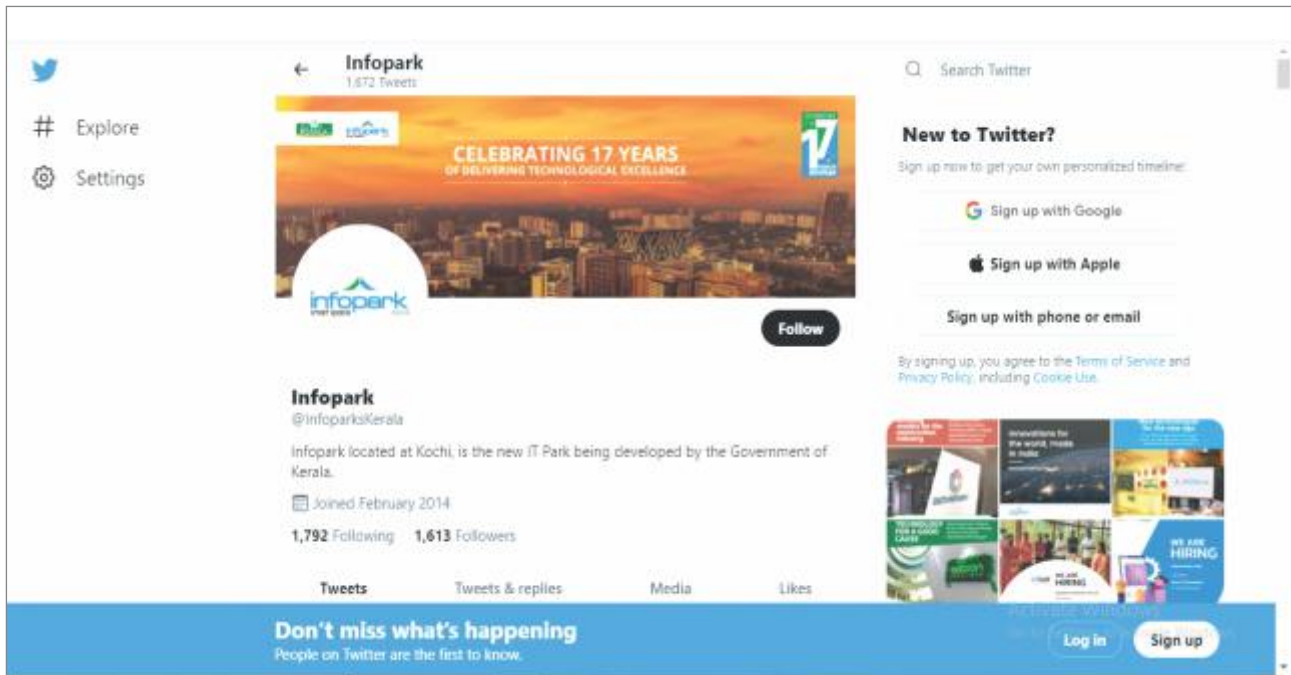 Infopark
1,672 Tweets
Search Twitter
Explore
Settings
infopark
CELEBRATING 17 YEARS
OF DELIVERING TECHNOLOGICAL EXCELLENCE
17
infopark
Follow
New to Twitter?
Sign up now to get your own personalized timeline!
Sign up with Google
Sign up with Apple
Sign up with phone or email
By signing up, you agree to the Terms of Service and
Privacy Policy, including Cookie Use.
Infopark
@InfoparksKerala
Infopark located at Kochi, is the new IT Park being developed by the Government of
Kerala.
Joined February 2014
1,792 Following 1,613 Followers
Tweets Tweets & replies Media Likes
Innovations for
the world, made
in India
TECHNOLOGY
FOR A GOOD
CAUSE
WE ARE
HIRING
WE ARE
HIRING
Activate Windows
Don't miss what's happening
People on Twitter are the first to know.
Log in Sign up